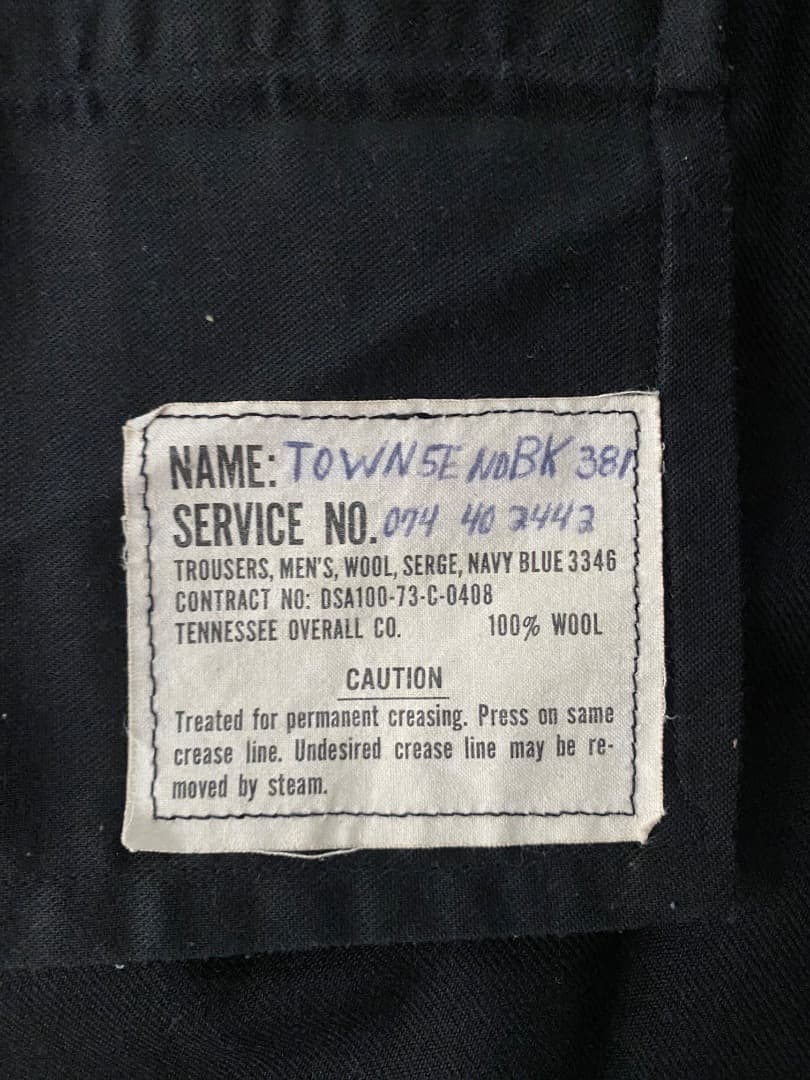 NAME: TOWNSEND BK 381
SERVICE NO. 074 40 2442
TROUSERS, MEN'S, WOOL, SERGE, NAVY BLUE 3346
CONTRACT NO: DSA100-73-C-0408
TENNESSEE OVERALL CO. 100% WOOL
CAUTION
Treated for permanent creasing. Press on same
crease line. Undesired crease line may be re-
moved by steam.